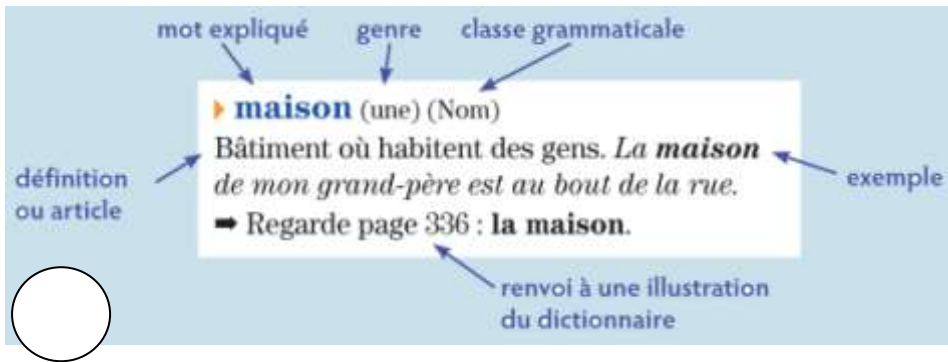 mot expliqué genre classe grammaticale
maison (une) (Nom)
Bâtiment où habitent des gens. La maison
de mon grand-père est au bout de la rue.
➡ Regarde page 336 : la maison.
définition
ou article
exemple
renvoi à une illustration
du dictionnaire